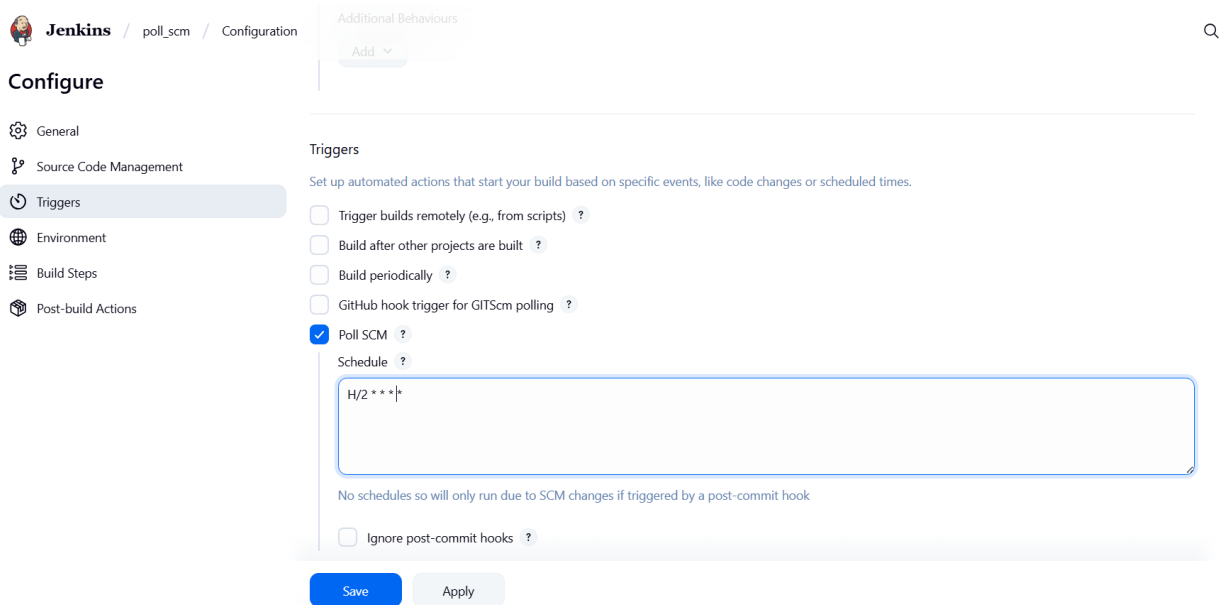 Jenkins / poll_scm / Configuration
Additional Behaviours
Add
Configure
General
Source Code Management
Triggers
Environment
Build Steps
Post-build Actions
Triggers
Set up automated actions that start your build based on specific events, like code changes or scheduled times.
Trigger builds remotely (e.g., from scripts) ?
Build after other projects are built ?
Build periodically ?
GitHub hook trigger for GITScm polling ?
Poll SCM ?
Schedule ?
H/2 * * * *
No schedules so will only run due to SCM changes if triggered by a post-commit hook
Ignore post-commit hooks ?
Save
Apply